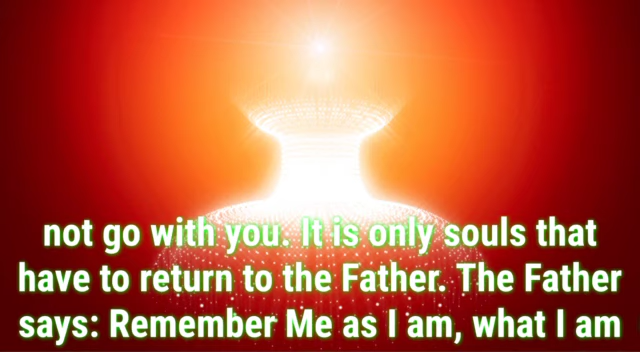 not go with you. It is only souls that
have to return to the Father. The Father
says: Remember Me as I am, what I am